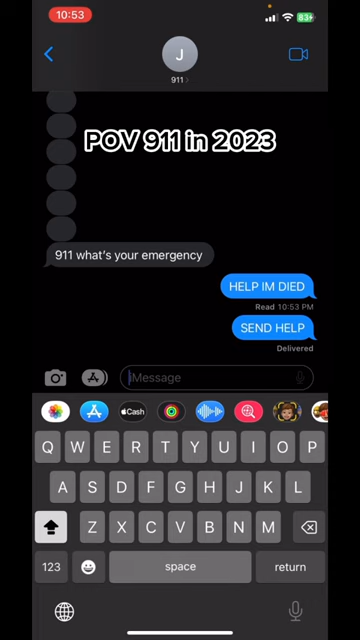 10:53
83
J
911
POV 911 in 2023
911 what's your emergency
HELP IM DIED
Read 10:53 PM
SEND HELP
Delivered
iMessage
Cash
Q W E R T Y U I O P
A S D F G H J K L
Z X C V B N M
123 space return